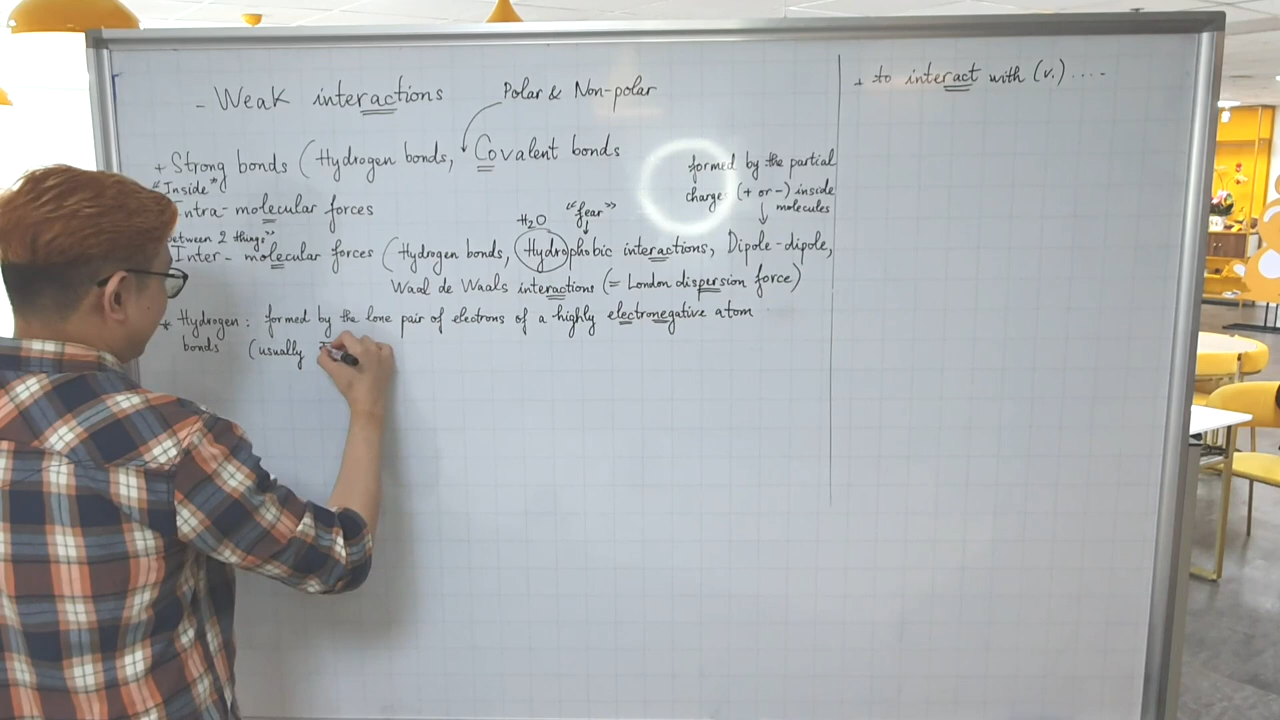 - Weak interactions
Polar & Non-polar
+ Strong bonds (Hydrogen bonds, Covalent bonds
"Inside"
Intra-molecular forces
between 2 things"
Inter-molecular forces (Hydrogen bonds, Hydrophobic interactions, Dipole-dipole,
H₂O
"fear"
formed by the partial
charges (+ or -) inside
molecules
Waal de Waals interactions (= London dispersion force)
* Hydrogen bonds : formed by the lone pair of electrons of a highly electronegative atom
(usually
+ to interact with (v.) ....